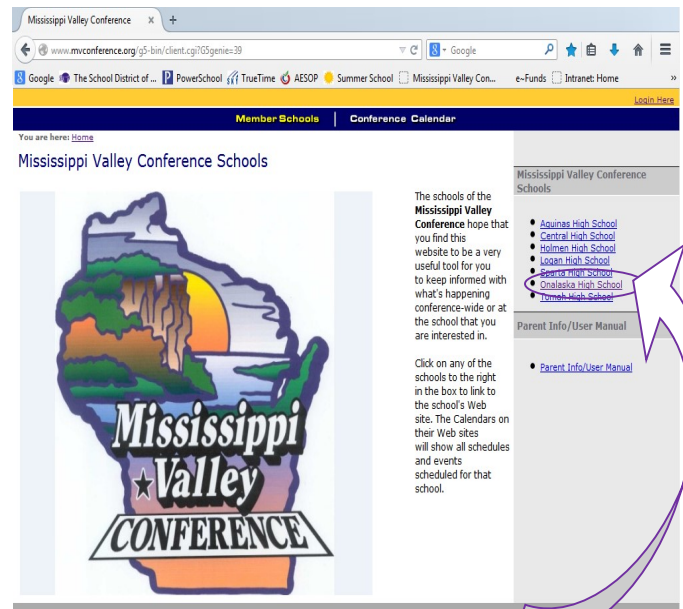 Mississippi Valley Conference × +
www.mvconference.org/g5-bin/client.cgi?G5genie=39
Google
Google The School District of ... PowerSchool TrueTime AESOP Summer School Mississippi Valley Con... e~Funds Intranet: Home »
Login Here
Member Schools | Conference Calendar
You are here: Home
Mississippi Valley Conference Schools
The schools of the
Mississippi Valley
Conference hope that
you find this
website to be a very
useful tool for you
to keep informed with
what's happening
conference-wide or at
the school that you
are interested in.
Click on any of the
schools to the right
in the box to link to
the school's Web
site. The Calendars on
their Web sites
will show all schedules
and events
scheduled for that
school.
Mississippi
Valley
CONFERENCE
Mississippi Valley Conference
Schools
Aquinas High School
Central High School
Holmen High School
Logan High School
Sparta High School
Onalaska High School
Tomah High School
Parent Info/User Manual
Parent Info/User Manual